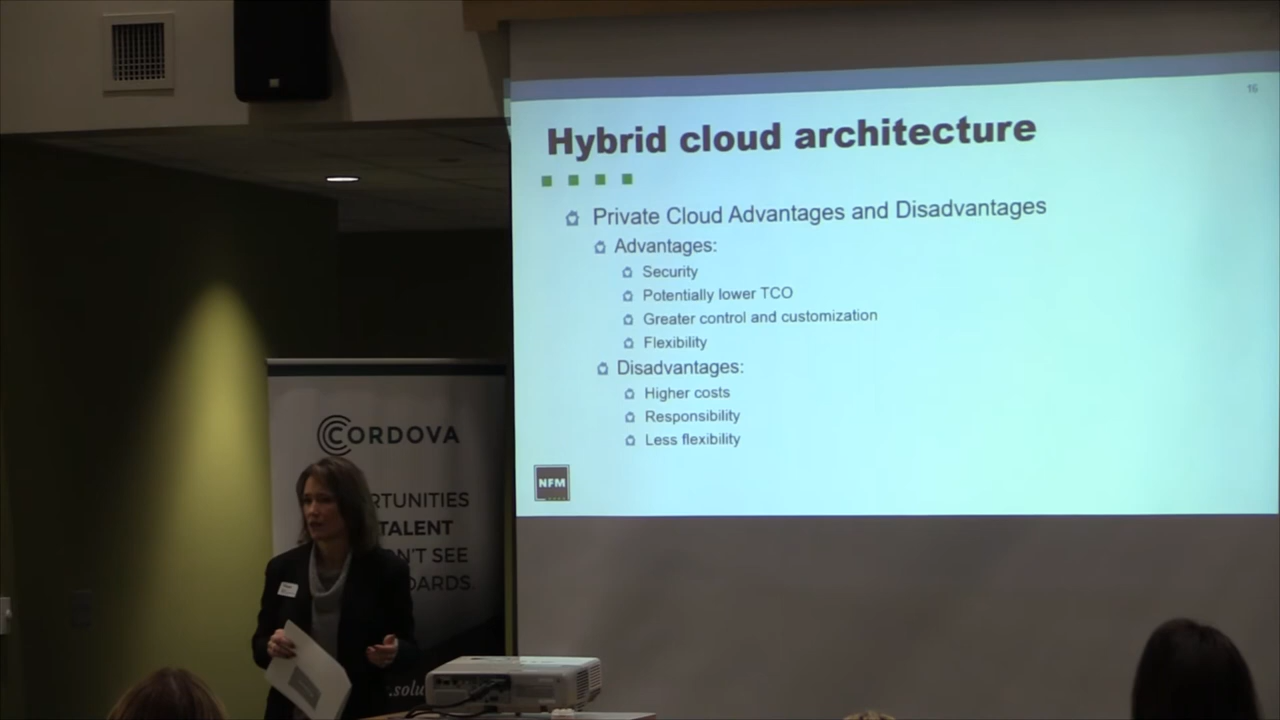 16
Hybrid cloud architecture
Private Cloud Advantages and Disadvantages
Advantages:
Security
Potentially lower TCO
Greater control and customization
Flexibility
Disadvantages:
Higher costs
Responsibility
Less flexibility
NFM
CORDOVA
RTUNITIES
TALENT
N'T SEE
OARDS.
.solu